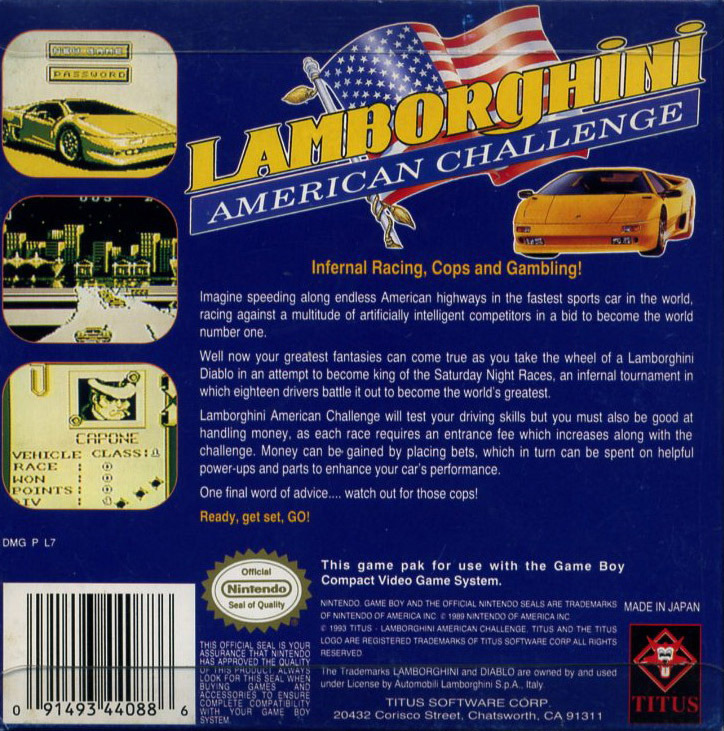 NEW GAME
PASSWORD
LAMBORGHINI
AMERICAN CHALLENGE
Infernal Racing, Cops and Gambling!
Imagine speeding along endless American highways in the fastest sports car in the world,
racing against a multitude of artificially intelligent competitors in a bid to become the world
number one.
Well now your greatest fantasies can come true as you take the wheel of a Lamborghini
Diablo in an attempt to become king of the Saturday Night Races, an infernal tournament in
which eighteen drivers battle it out to become the world's greatest.
Lamborghini American Challenge will test your driving skills but you must also be good at
handling money, as each race requires an entrance fee which increases along with the
challenge. Money can be gained by placing bets, which in turn can be spent on helpful
power-ups and parts to enhance your car's performance.
One final word of advice.... watch out for those cops!
Ready, get set, GO!
CAPONE
VEHICLE CLASS:
RACE :
WON :
POINTS :
DIV :
DMG P L7
0 91493 44088 6
Official
Nintendo
Seal of Quality
THIS OFFICIAL SEAL IS YOUR
ASSURANCE THAT NINTENDO
HAS APPROVED THE QUALITY
OF THIS PRODUCT. ALWAYS
LOOK FOR THIS SEAL WHEN
BUYING GAMES AND
ACCESSORIES TO ENSURE
COMPLETE COMPATIBILITY
WITH YOUR GAME BOY
SYSTEM.
This game pak for use with the Game Boy
Compact Video Game System.
NINTENDO, GAME BOY AND THE OFFICIAL NINTENDO SEALS ARE TRADEMARKS
OF NINTENDO OF AMERICA INC. © 1989 NINTENDO OF AMERICA INC
© 1993 TITUS - LAMBORGHINI AMERICAN CHALLENGE, TITUS AND THE TITUS
LOGO ARE REGISTERED TRADEMARKS OF TITUS SOFTWARE CORP. ALL RIGHTS
RESERVED.
MADE IN JAPAN
The Trademarks LAMBORGHINI and DIABLO are owned by and used
under License by Automobili Lamborghini S.p.A., Italy.
TITUS SOFTWARE CORP.
20432 Corisco Street, Chatsworth, CA 91311
TITUS